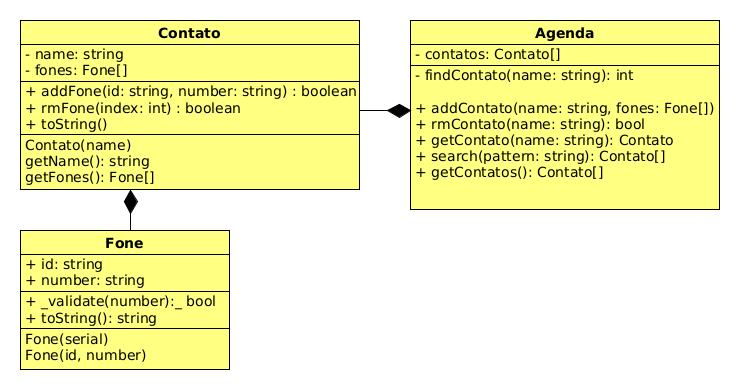 Contato
- name: string
- fones: Fone[]
+ addFone(id: string, number: string) : boolean
+ rmFone(index: int) : boolean
+ toString()
Contato(name)
getName(): string
getFones(): Fone[]
Agenda
- contatos: Contato[]
- findContato(name: string): int
+ addContato(name: string, fones: Fone[])
+ rmContato(name: string): bool
+ getContato(name: string): Contato
+ search(pattern: string): Contato[]
+ getContatos(): Contato[]
Fone
+ id: string
+ number: string
+ _validate(number):_ bool
+ toString(): string
Fone(serial)
Fone(id, number)